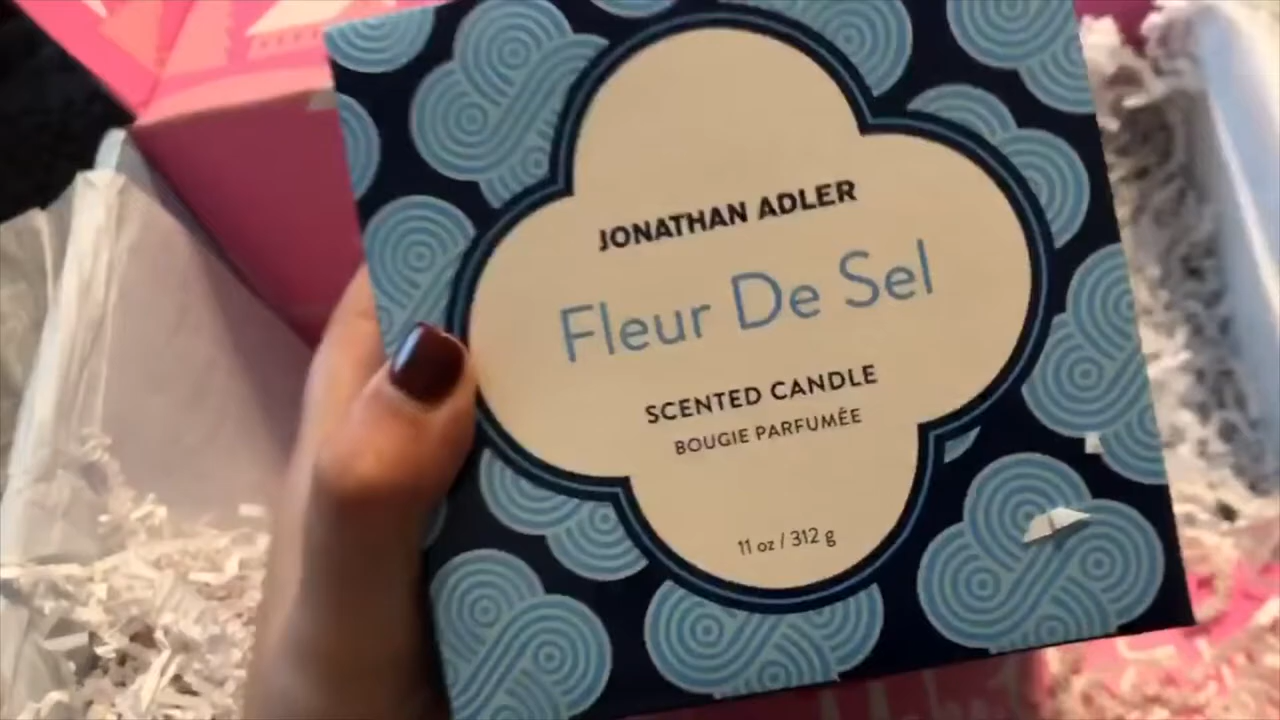 JONATHAN ADLER
Fleur De Sel
SCENTED CANDLE
BOUGIE PARFUMÉE
11 oz / 312 g